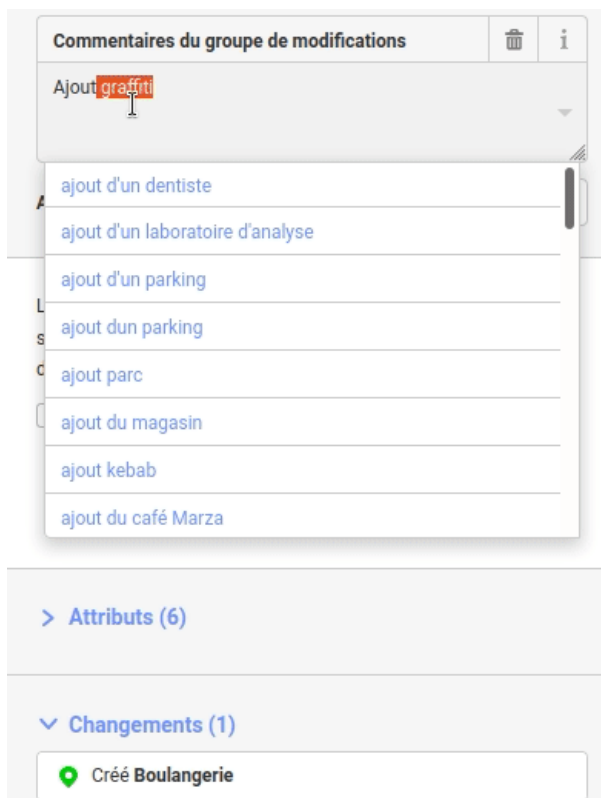 Commentaires du groupe de modifications
Ajout graffiti
ajout d'un dentiste
ajout d'un laboratoire d'analyse
ajout d'un parking
ajout dun parking
ajout parc
ajout du magasin
ajout kebab
ajout du café Marza
Attributs (6)
Changements (1)
Créé Boulangerie